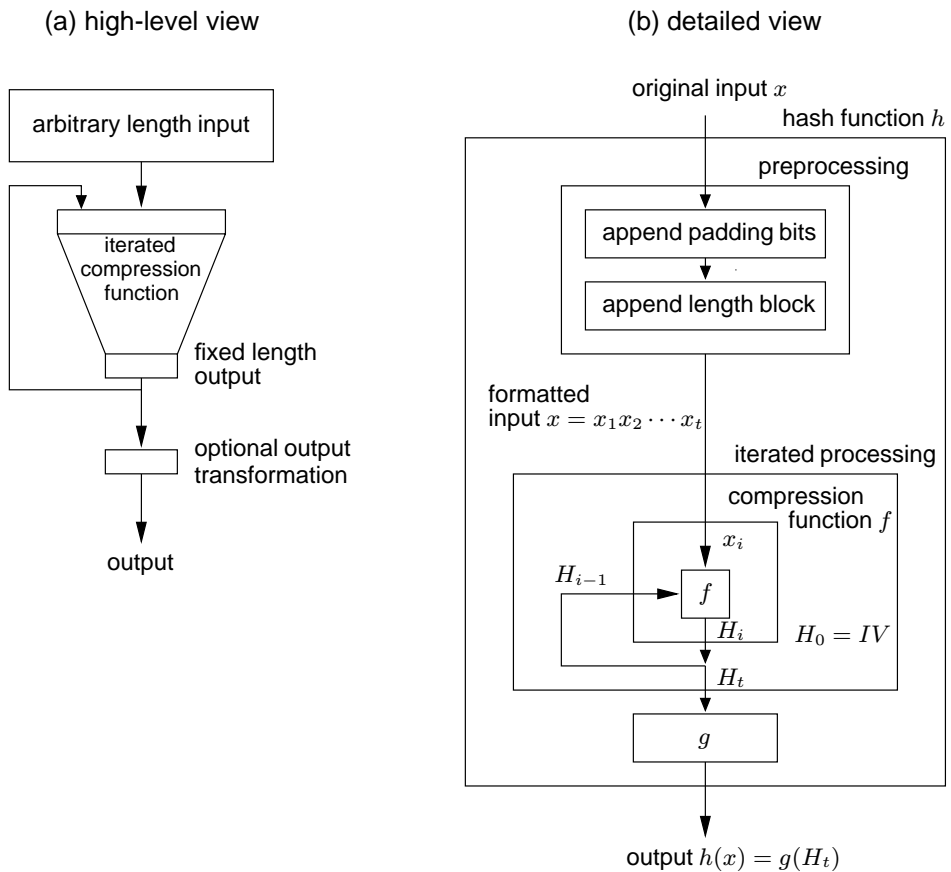 (a) high-level view
arbitrary length input
iterated
compression
function
fixed length
output
optional output
transformation
output
(b) detailed view
original input x
hash function h
preprocessing
append padding bits
append length block
formatted
input x = x₁x₂ ⋯ xₜ
iterated processing
compression
function f
xᵢ
Hᵢ₋₁
f
Hᵢ
H₀ = IV
Hₜ
g
output h(x) = g(Hₜ)